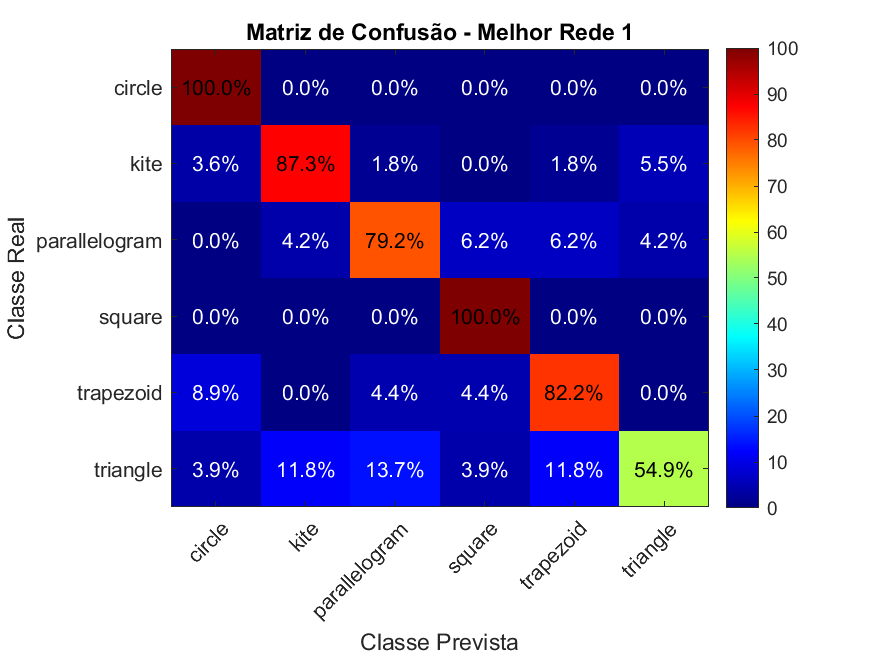 Matriz de Confusão - Melhor Rede 1
Classe Real
circle 100.0% 0.0% 0.0% 0.0% 0.0% 0.0%
kite 3.6% 87.3% 1.8% 0.0% 1.8% 5.5%
parallelogram 0.0% 4.2% 79.2% 6.2% 6.2% 4.2%
square 0.0% 0.0% 0.0% 100.0% 0.0% 0.0%
trapezoid 8.9% 0.0% 4.4% 4.4% 82.2% 0.0%
triangle 3.9% 11.8% 13.7% 3.9% 11.8% 54.9%
circle kite parallelogram square trapezoid triangle
Classe Prevista
100
90
80
70
60
50
40
30
20
10
0